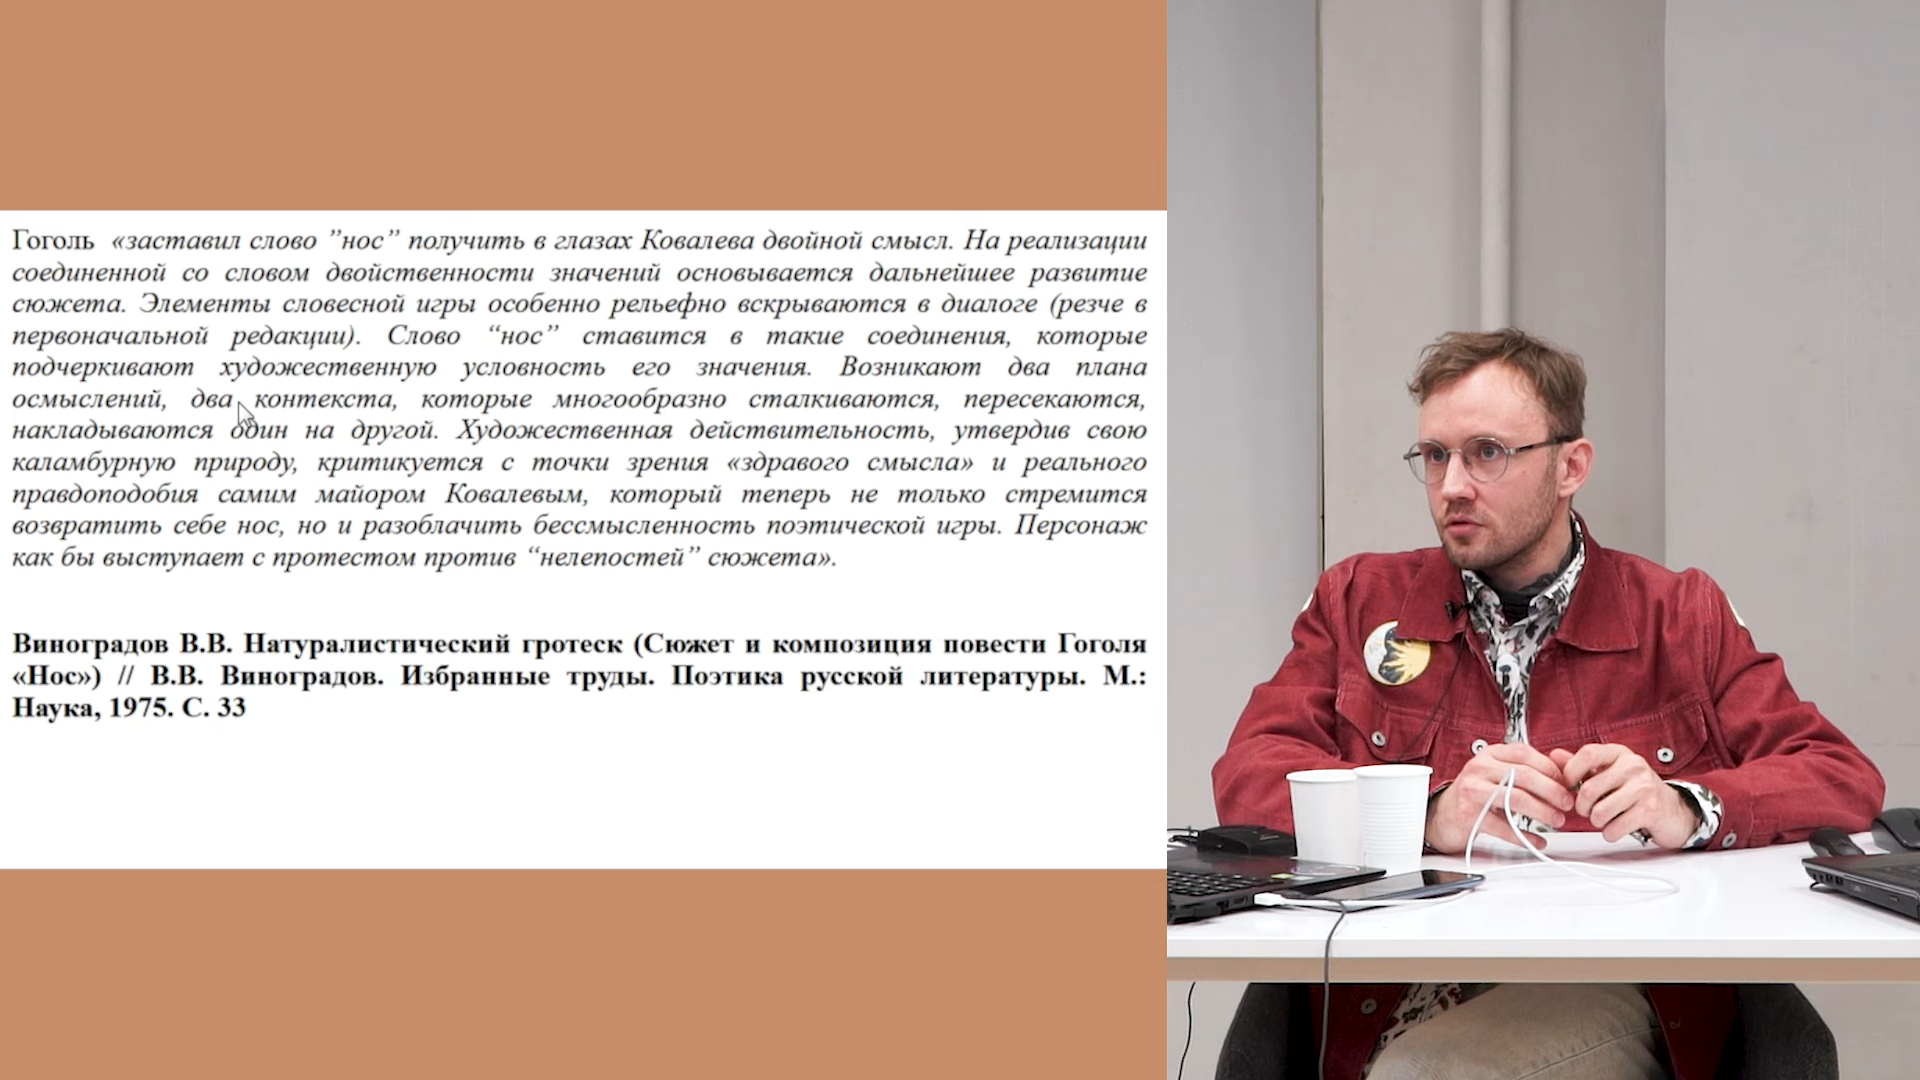 Гоголь «заставил слово ”нос” получить в глазах Ковалева двойной смысл. На реализации
соединенной со словом двойственности значений основывается дальнейшее развитие
сюжета. Элементы словесной игры особенно рельефно вскрываются в диалоге (резче в
первоначальной редакции). Слово “нос” ставится в такие соединения, которые
подчеркивают художественную условность его значения. Возникают два плана
осмыслений, два контекста, которые многообразно сталкиваются, пересекаются,
накладываются один на другой. Художественная действительность, утвердив свою
каламбурную природу, критикуется с точки зрения «здравого смысла» и реального
правдоподобия самим майором Ковалевым, который теперь не только стремится
возвратить себе нос, но и разоблачить бессмысленность поэтической игры. Персонаж
как бы выступает с протестом против “нелепостей” сюжета».
Виноградов В.В. Натуралистический гротеск (Сюжет и композиция повести Гоголя
«Нос») // В.В. Виноградов. Избранные труды. Поэтика русской литературы. М.:
Наука, 1975. С. 33